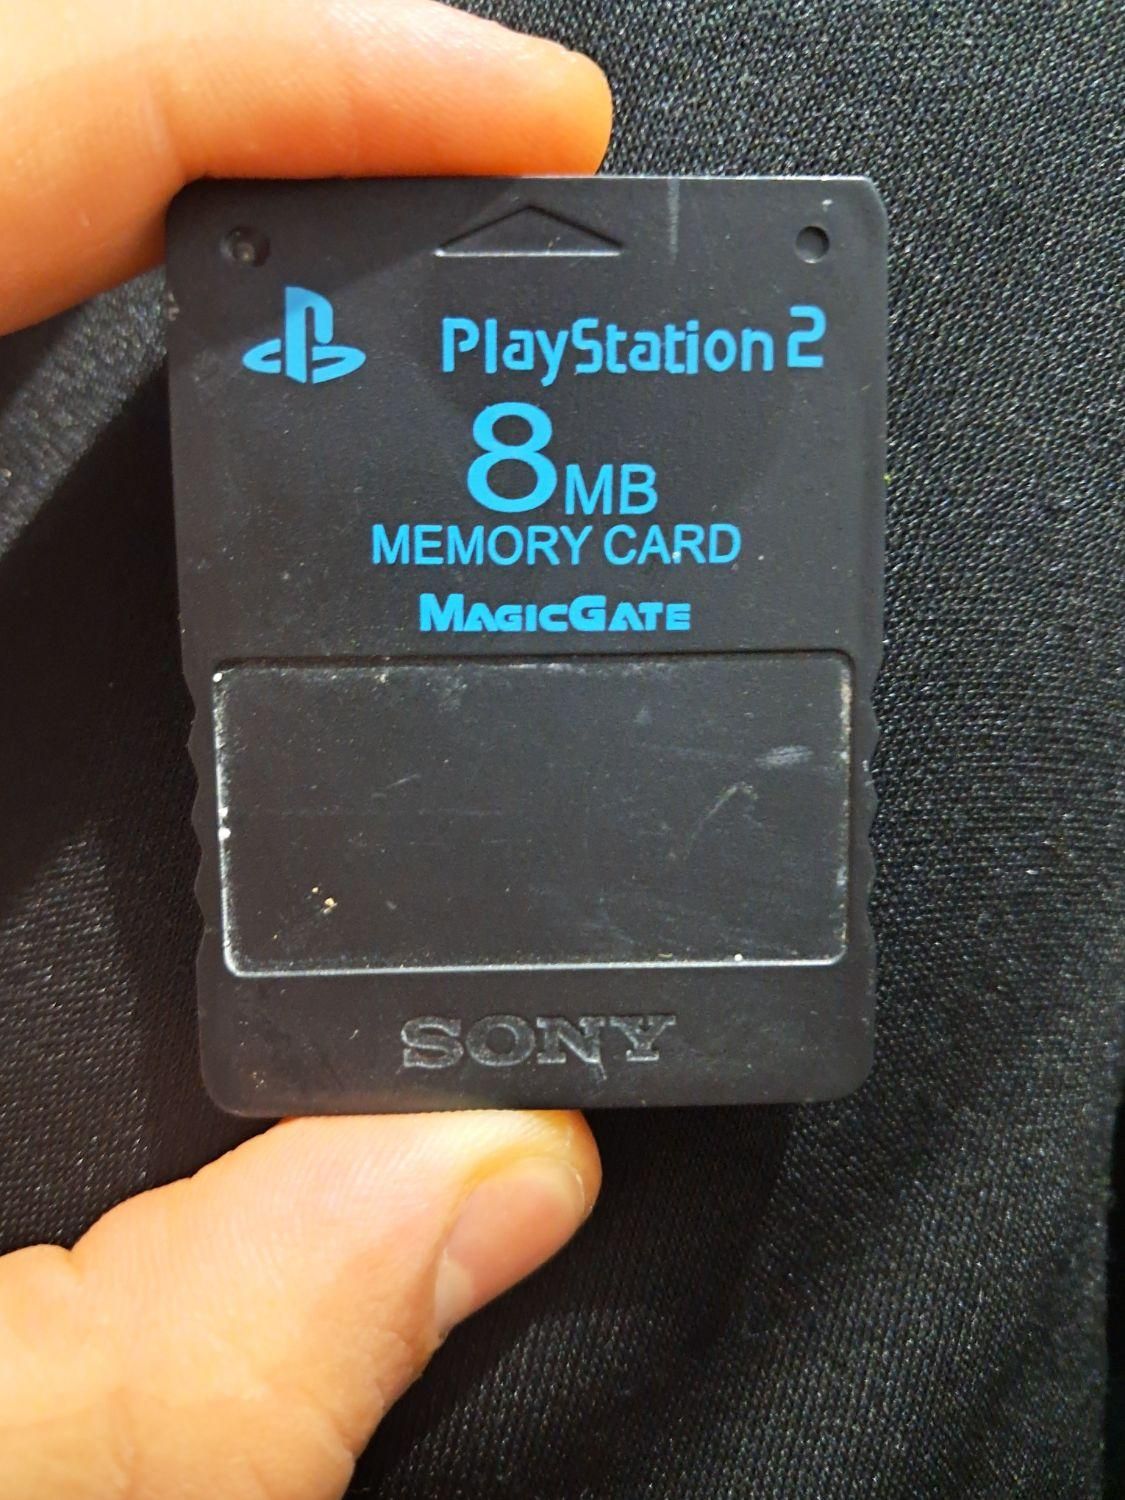 PlayStation 2
8MB
MEMORY CARD
MAGICGATE
SONY